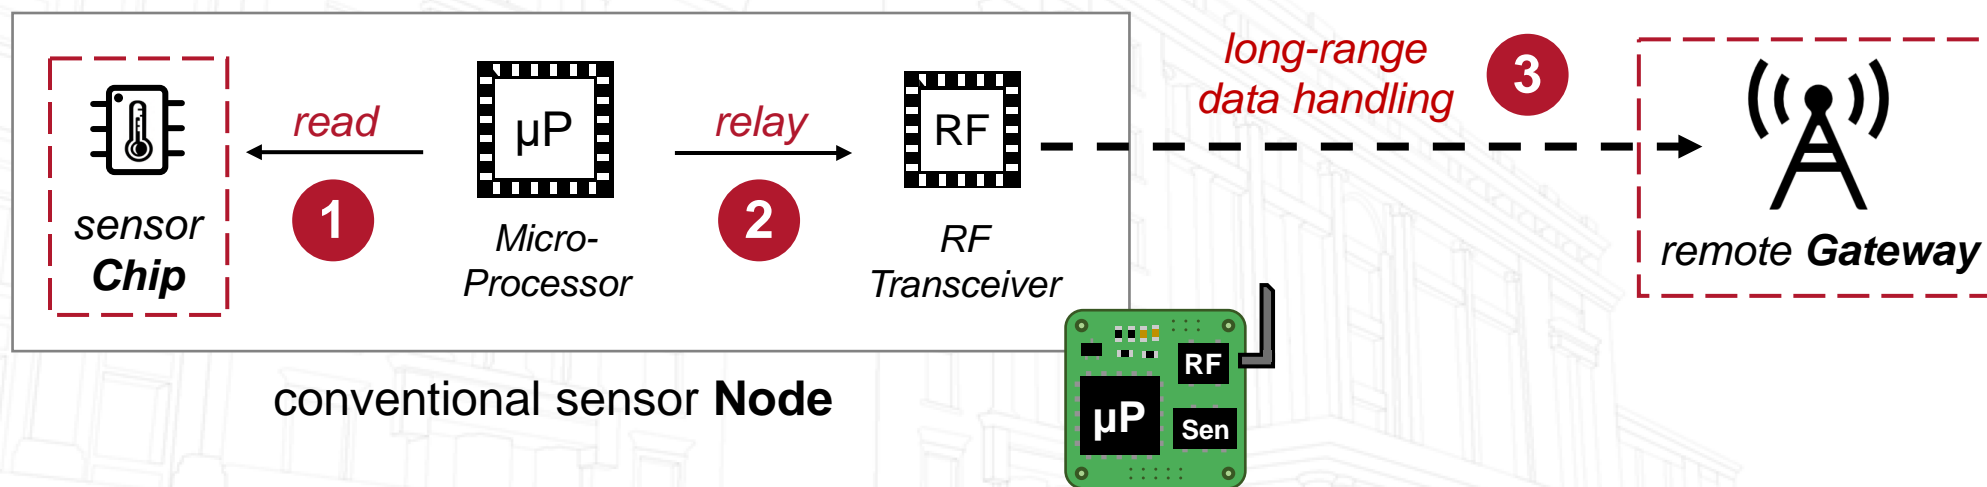 sensor
Chip
read
1
µP
Micro-
Processor
relay
2
RF
RF
Transceiver
long-range
data handling
3
remote Gateway
conventional sensor Node
RF
µP
Sen